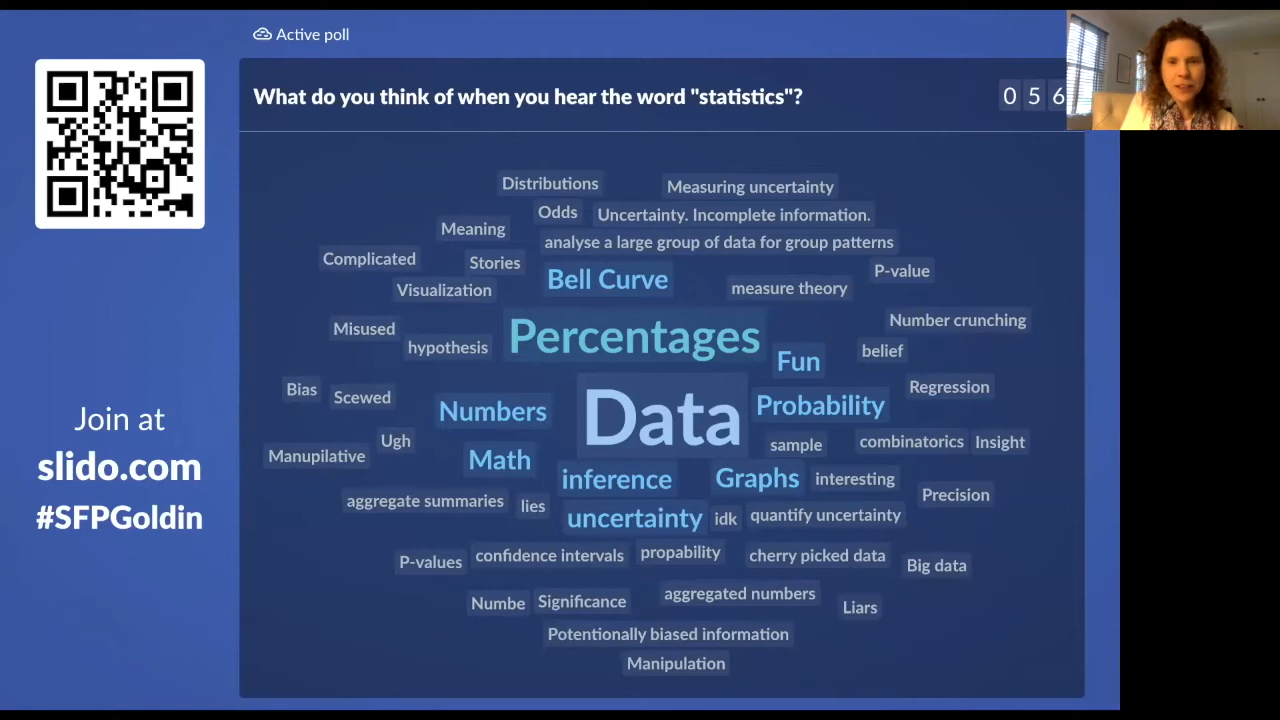 Active poll
What do you think of when you hear the word "statistics"?
0 5 6
Distributions
Measuring uncertainty
Odds
Uncertainty. Incomplete information.
Meaning
analyse a large group of data for group patterns
Complicated
Stories
Bell Curve
P-value
Visualization
measure theory
Misused
hypothesis
Percentages
Number crunching
Fun
belief
Bias
Scewed
Numbers
Data
Probability
Regression
Manupilative
Ugh
Math
sample
combinatorics
Insight
inference
Graphs
interesting
aggregate summaries
lies
uncertainty
idk
quantify uncertainty
Precision
P-values
confidence intervals
propability
cherry picked data
Big data
Numbe
Significance
aggregated numbers
Liars
Potentionally biased information
Manipulation
Join at
slido.com
#SFPGoldin